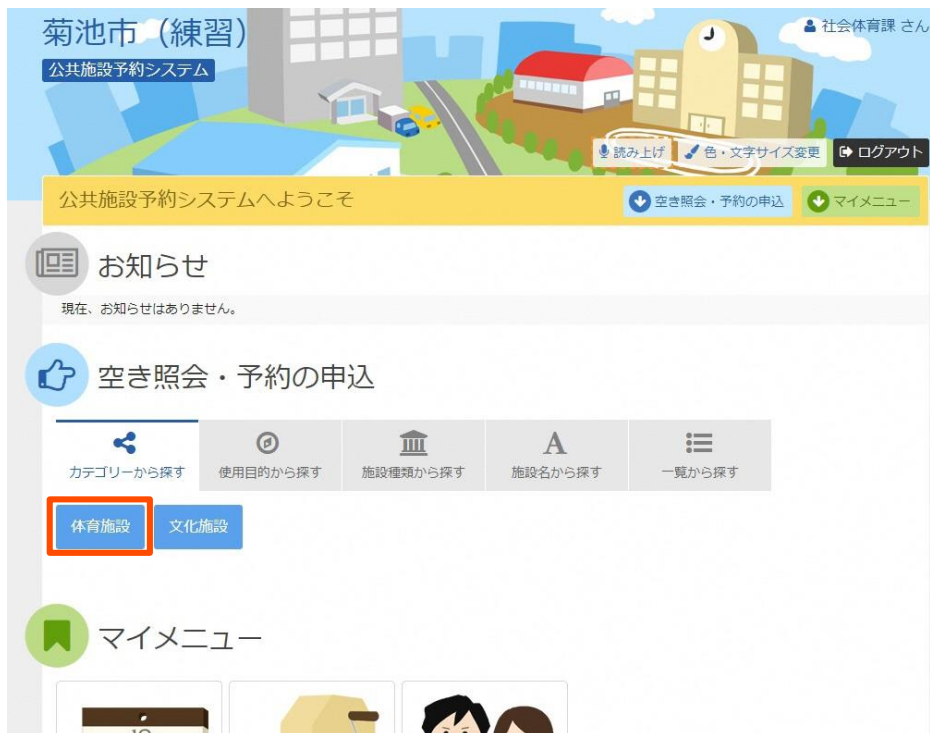 菊池市（練習）
社会体育課 さん
公共施設予約システム
読み上げ 色・文字サイズ変更 ログアウト
公共施設予約システムへようこそ 空き照会・予約の申込 マイメニュー
お知らせ
現在、お知らせはありません。
空き照会・予約の申込
カテゴリーから探す 使用目的から探す 施設種類から探す 施設名から探す 一覧から探す
体育施設 文化施設
マイメニュー